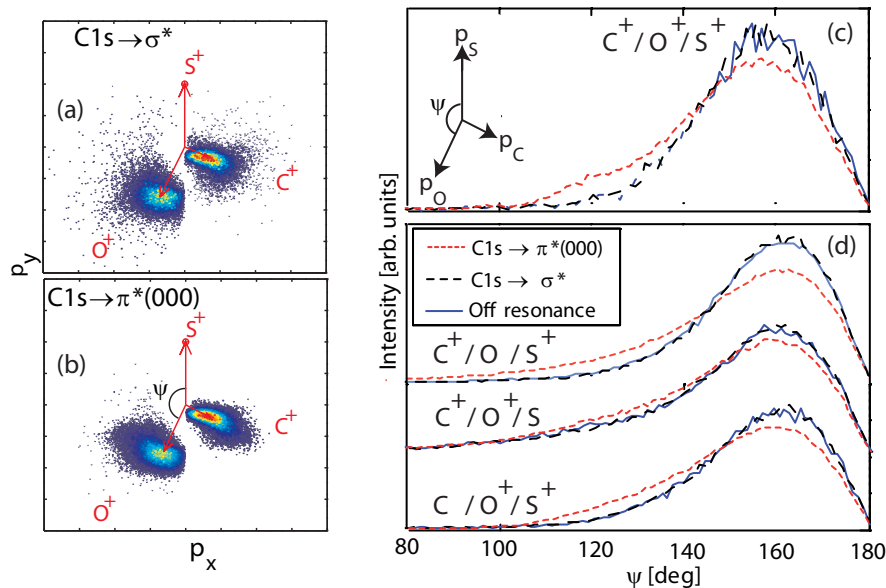 C1s→σ*
(a)
S+
C+
O+
C1s→π*(000)
(b)
S+
ψ
C+
O+
py
px
(c)
C+/O+/S+
pS
ψ
pC
pO
Intensity [arb. units]
(d)
C1s→ π*(000)
C1s→ σ*
Off resonance
C+/O /S+
C+/O+/S
C /O+/S+
80 100 120 140 160 180
ψ [deg]